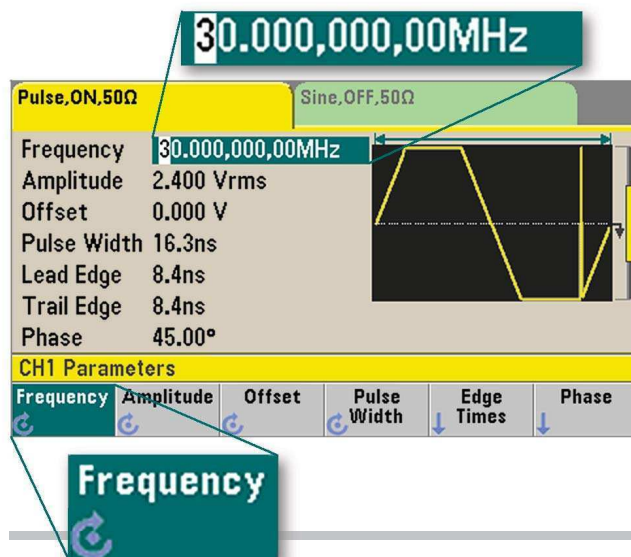 30.000,000,00MHz
Pulse,ON,50Ω
Sine,OFF,50Ω
Frequency 30.000,000,00MHz
Amplitude 2.400 Vrms
Offset 0.000 V
Pulse Width 16.3ns
Lead Edge 8.4ns
Trail Edge 8.4ns
Phase 45.00°
CH1 Parameters
Frequency
Amplitude
Offset
Pulse
Width
Edge
Times
Phase
Frequency